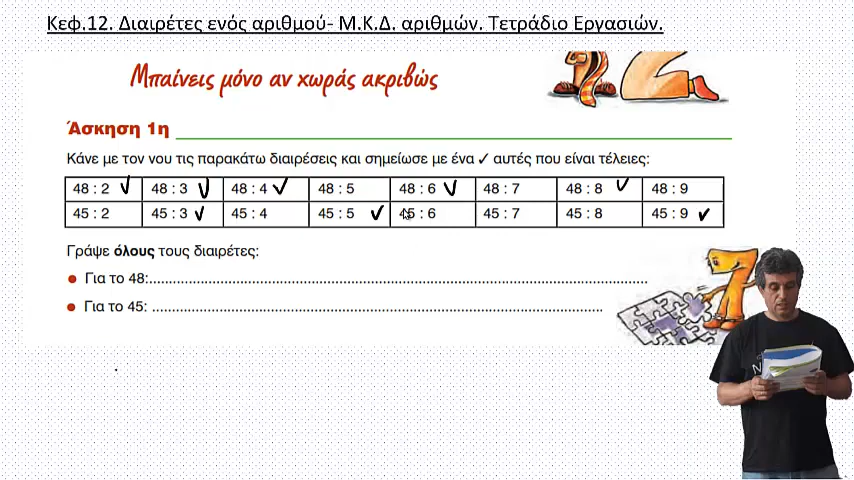 Κεφ.12. Διαιρέτες ενός αριθμού- Μ.Κ.Δ. αριθμών. Τετράδιο Εργασιών.
Μπαίνεις μόνο αν χωράς ακριβώς
Άσκηση 1η
Κάνε με τον νου τις παρακάτω διαιρέσεις και σημείωσε με ένα ✓ αυτές που είναι τέλειες:
48 : 2 ✓ 48 : 3 ✓ 48 : 4 ✓ 48 : 5 48 : 6 ✓ 48 : 7 48 : 8 ✓ 48 : 9
45 : 2 45 : 3 ✓ 45 : 4 45 : 5 ✓ 45 : 6 45 : 7 45 : 8 45 : 9 ✓
Γράψε όλους τους διαιρέτες:
• Για το 48:................................................
• Για το 45: ................................................